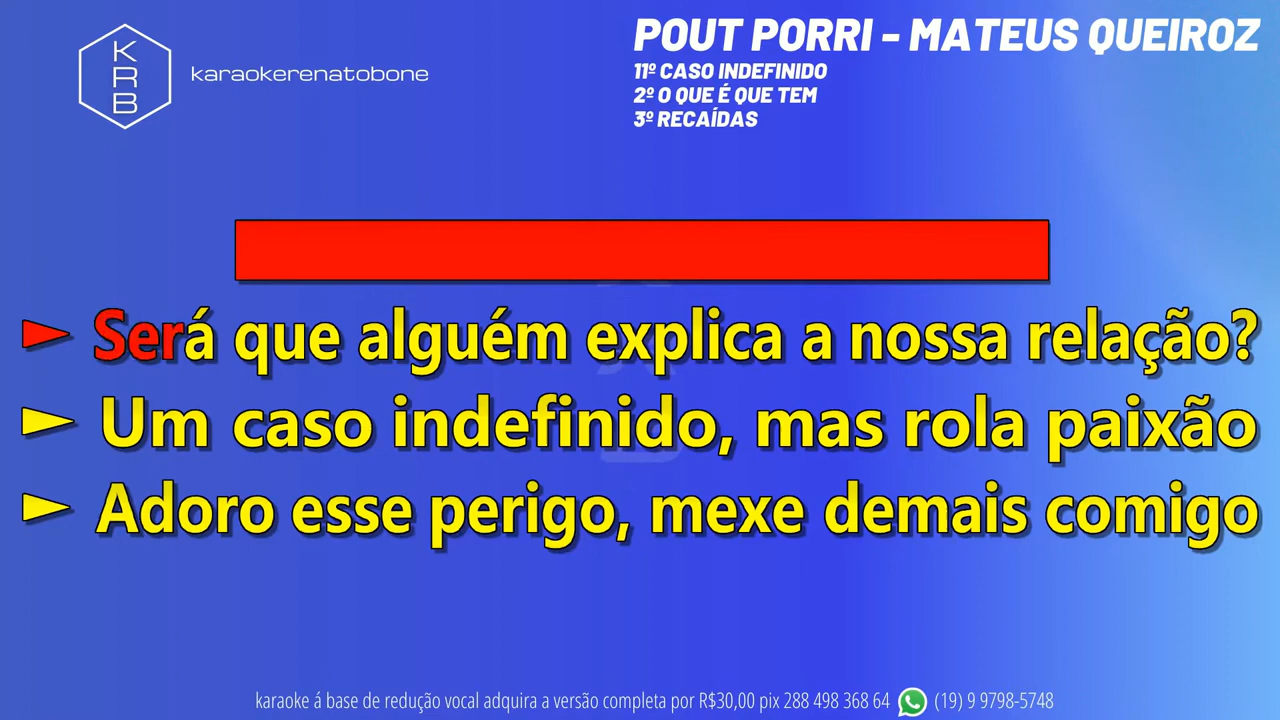 K
R
B
karaokerenatobone
POUT PORRI - MATEUS QUEIROZ
11º CASO INDEFINIDO
2º O QUE É QUE TEM
3º RECAÍDAS
Será que alguém explica a nossa relação?
Um caso indefinido, mas rola paixão
Adoro esse perigo, mexe demais comigo
karaoke á base de redução vocal adquira a versão completa por R$30,00 pix 288 498 368 64 (19) 9 9798-5748